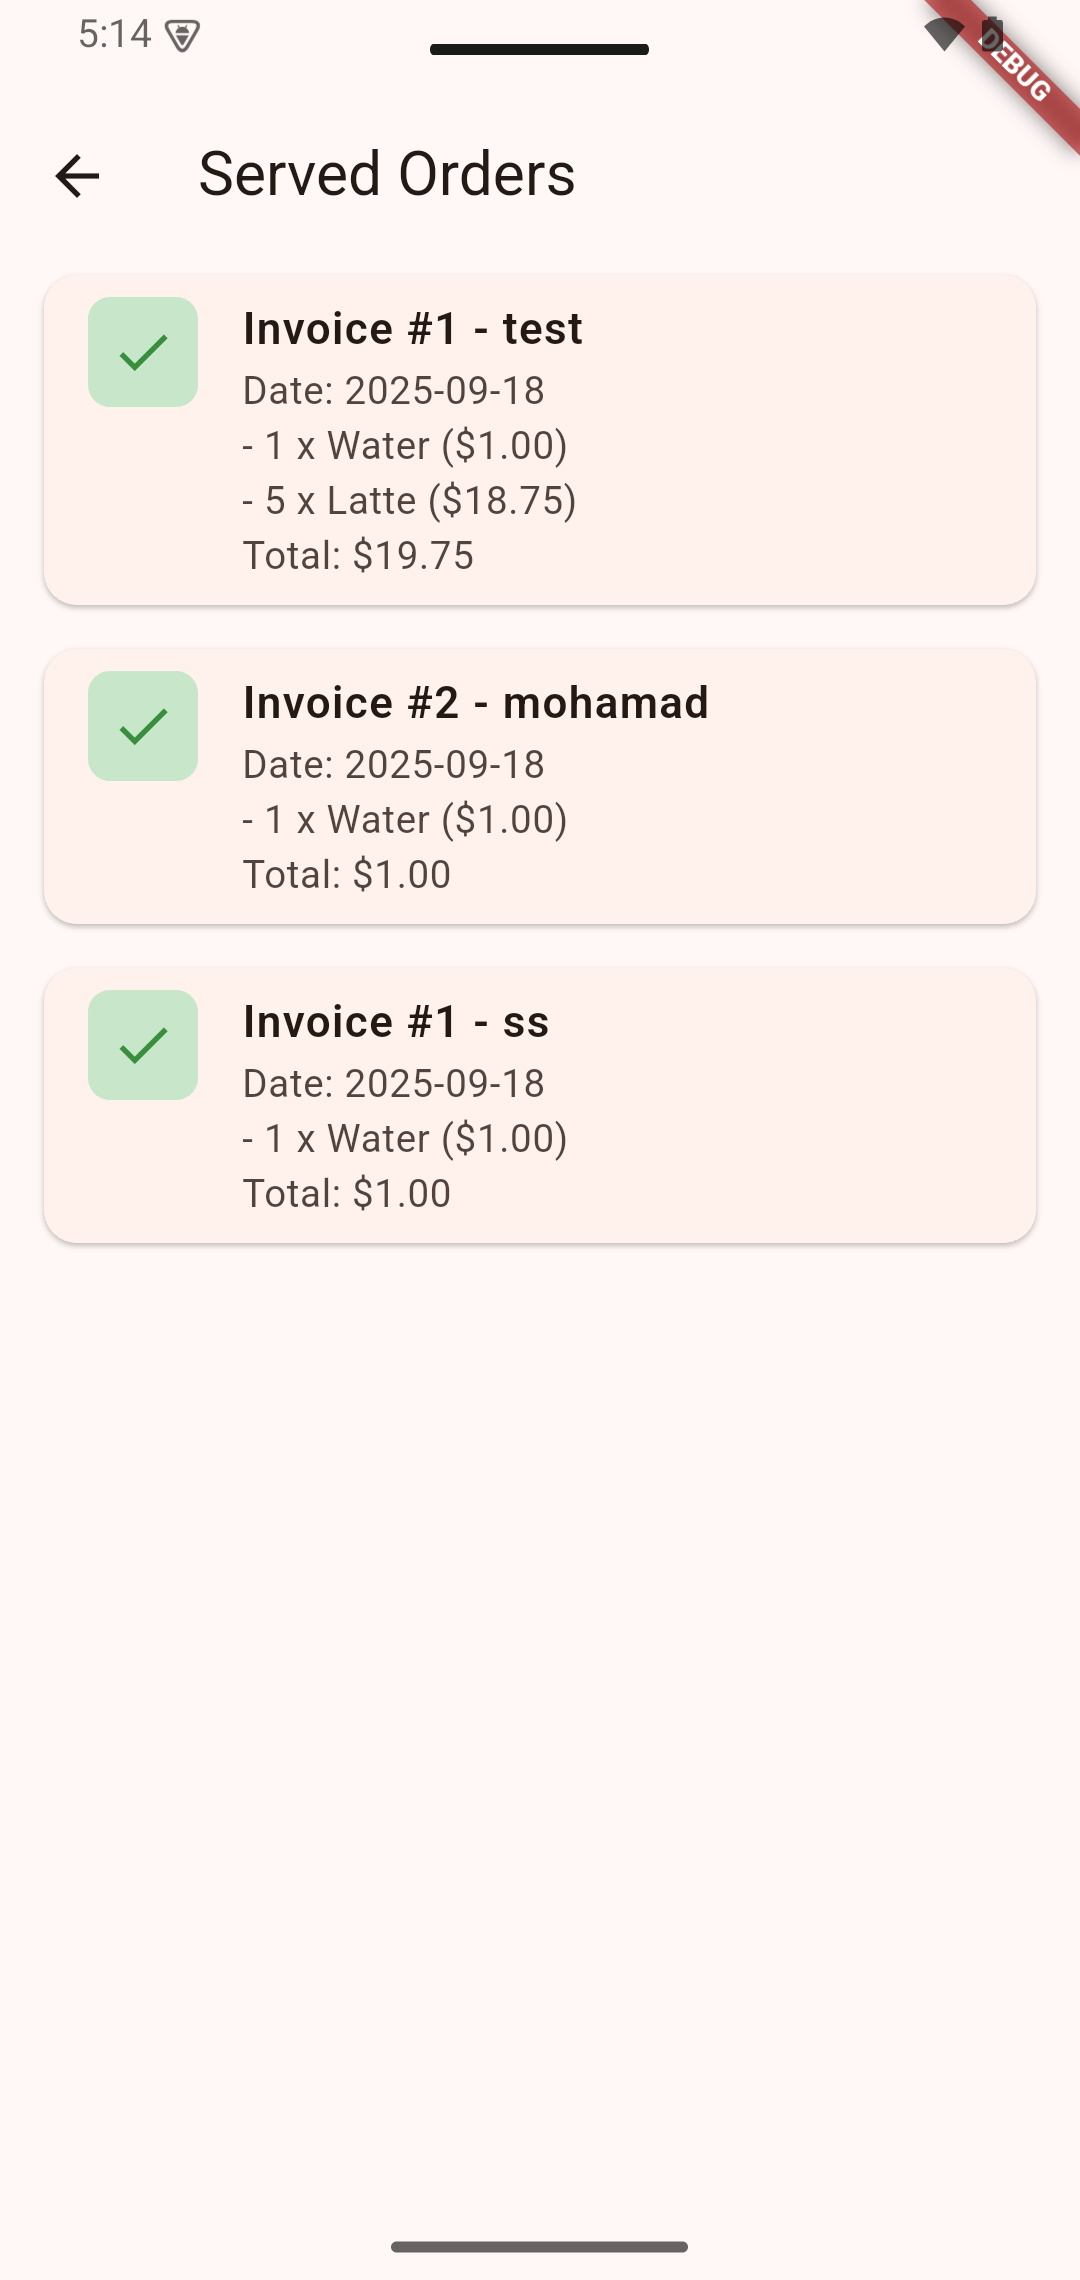 5:14
DEBUG
Served Orders
Invoice #1 - test
Date: 2025-09-18
- 1 x Water ($1.00)
- 5 x Latte ($18.75)
Total: $19.75
Invoice #2 - mohamad
Date: 2025-09-18
- 1 x Water ($1.00)
Total: $1.00
Invoice #1 - ss
Date: 2025-09-18
- 1 x Water ($1.00)
Total: $1.00